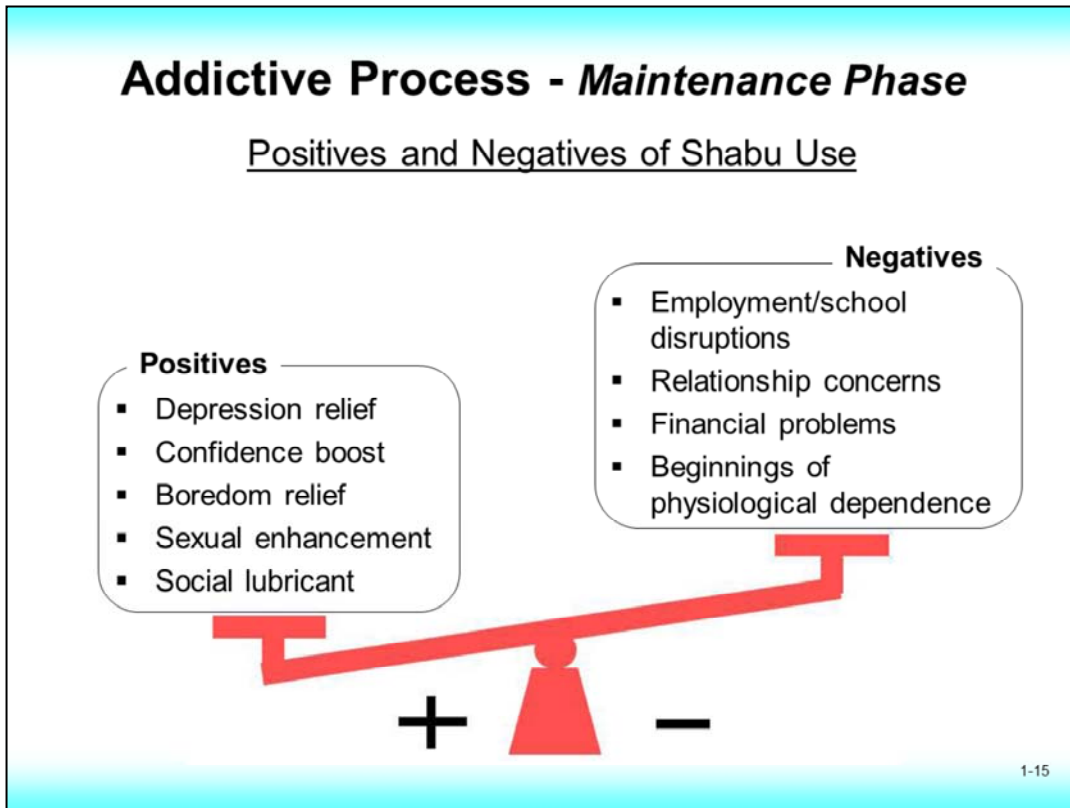 Addictive Process - Maintenance Phase
Positives and Negatives of Shabu Use
Positives
▪ Depression relief
▪ Confidence boost
▪ Boredom relief
▪ Sexual enhancement
▪ Social lubricant
Negatives
▪ Employment/school
disruptions
▪ Relationship concerns
▪ Financial problems
▪ Beginnings of
physiological dependence
+ −
1-15